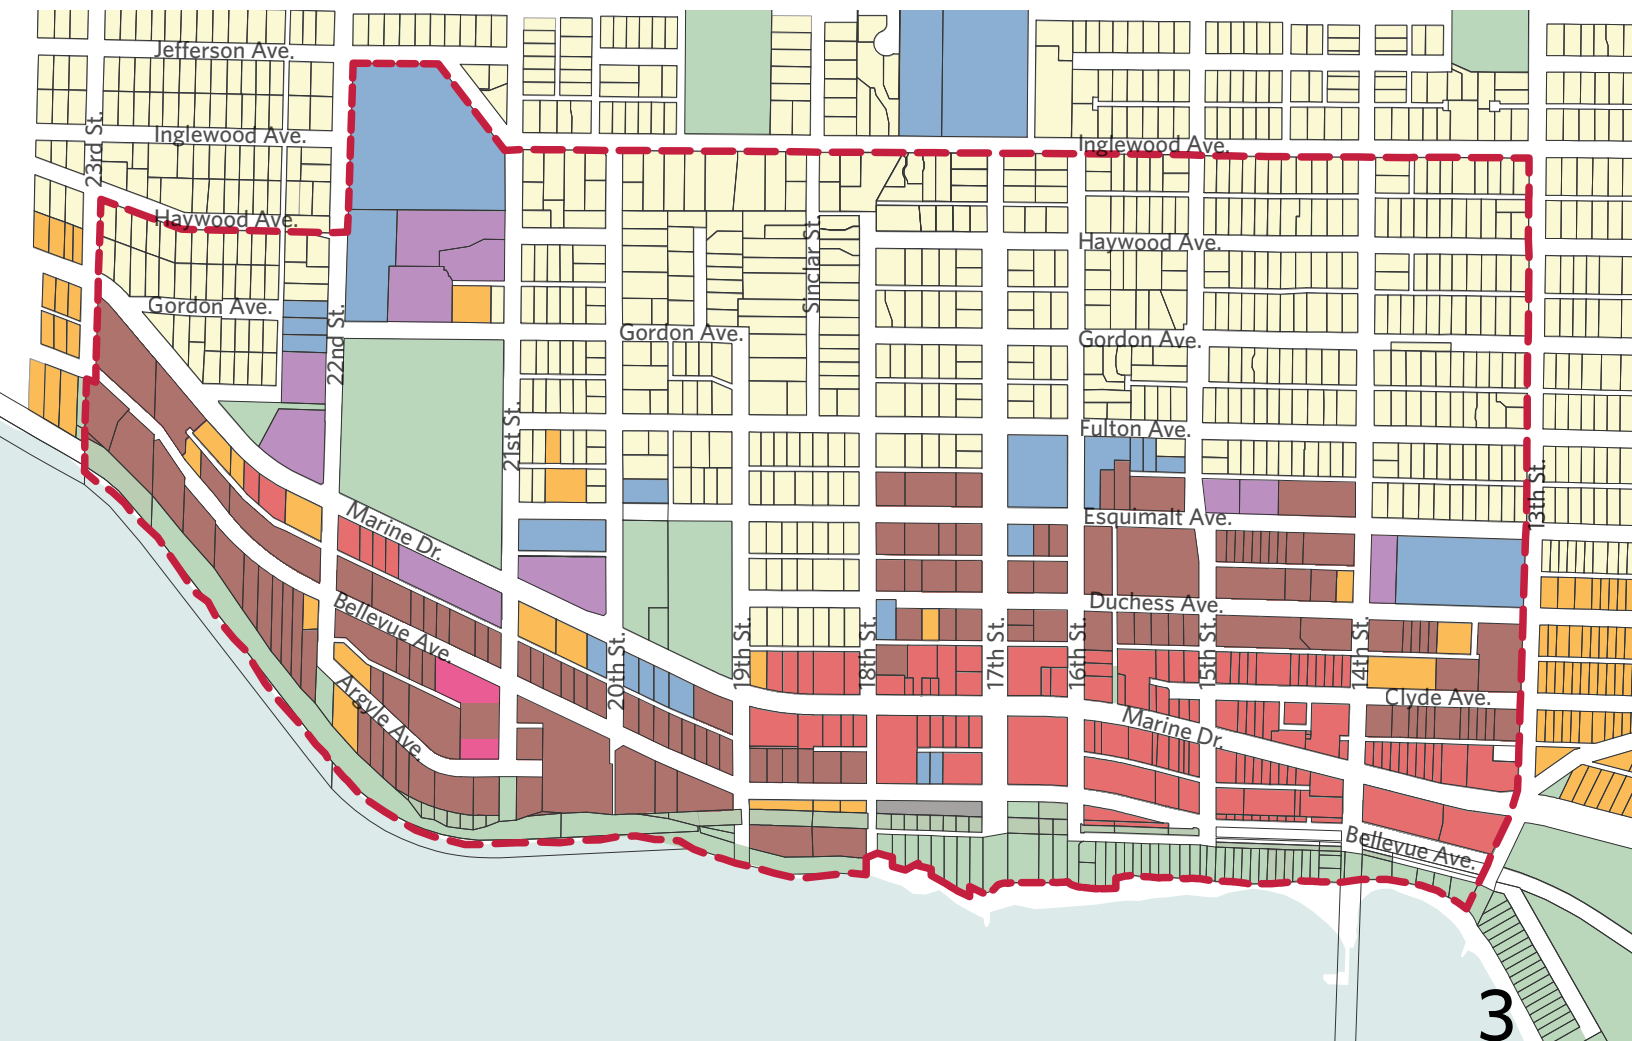 Jefferson Ave.
23rd St.
Inglewood Ave.
Inglewood Ave.
Haywood Ave.
Haywood Ave.
Sinclar St.
Gordon Ave.
22nd St.
Gordon Ave.
Gordon Ave.
21st St.
Fulton Ave.
13th St.
Marine Dr.
Esquimalt Ave.
Bellevue Ave.
Duchess Ave.
20th St.
19th St.
18th St.
17th St.
16th St.
15th St.
14th St.
Argyle Ave.
Clyde Ave.
Marine Dr.
Bellevue Ave.
3